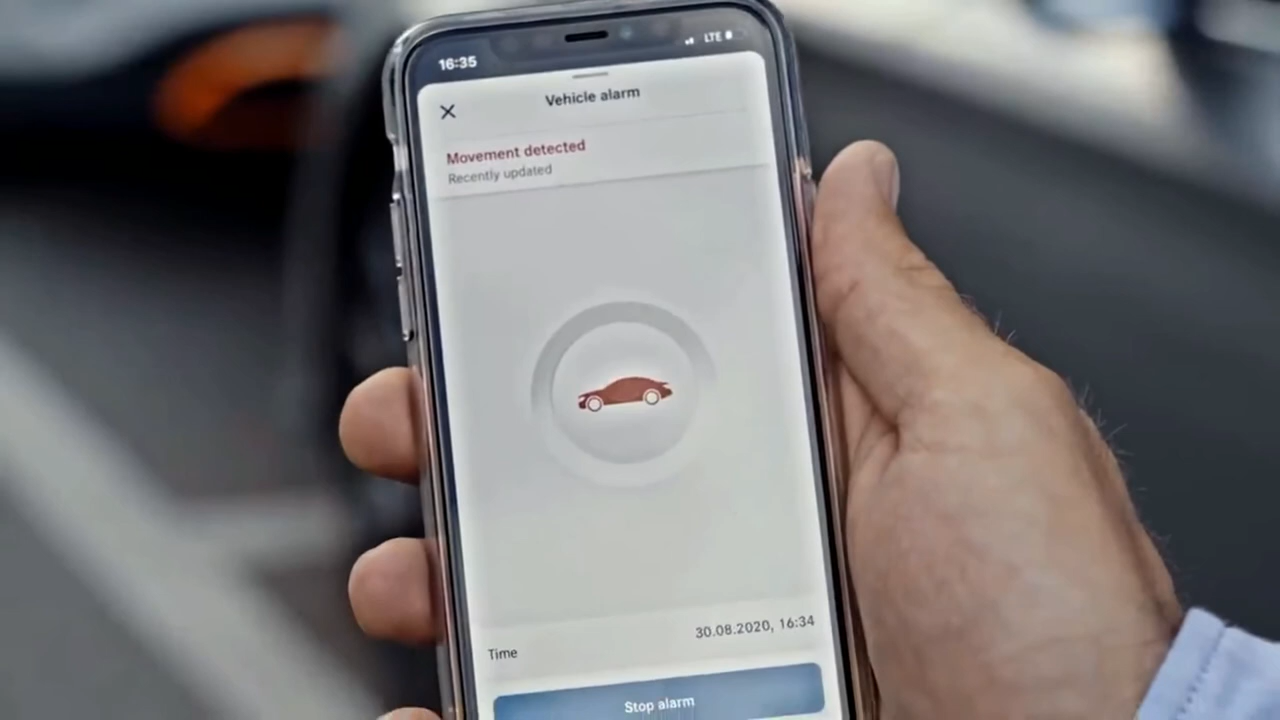 16:35
LTE
Vehicle alarm
Movement detected
Recently updated
Time
30.08.2020, 16:34
Stop alarm